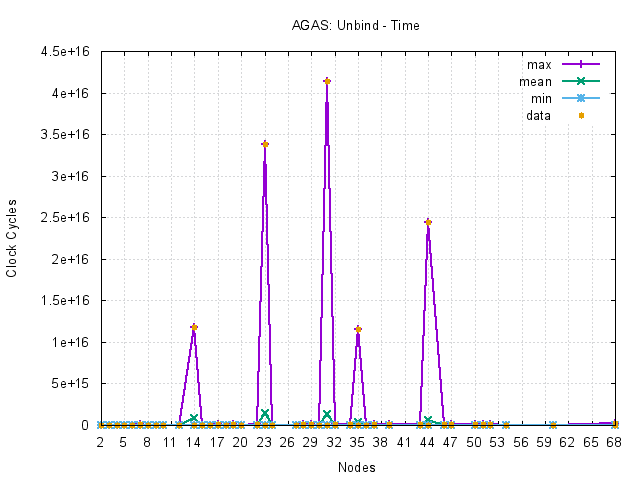 AGAS: Unbind - Time
4.5e+16
4e+16
3.5e+16
3e+16
2.5e+16
2e+16
1.5e+16
1e+16
5e+15
0
Clock Cycles
max
mean
min
data
2 5 8 11 14 17 20 23 26 29 32 35 38 41 44 47 50 53 56 59 62 65 68
Nodes